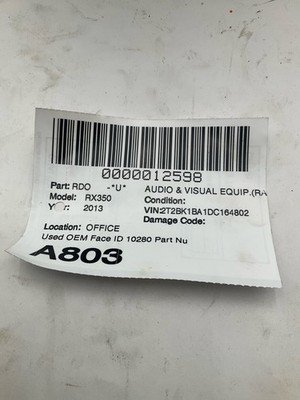 0000012598
Part: RDO -*U* AUDIO & VISUAL EQUIP.(RA
Model: RX350 Condition:
Year: 2013 VIN:2T2BK1BA1DC164802
Damage Code:
Location: OFFICE
Used OEM Face ID 10280 Part Nu
A803